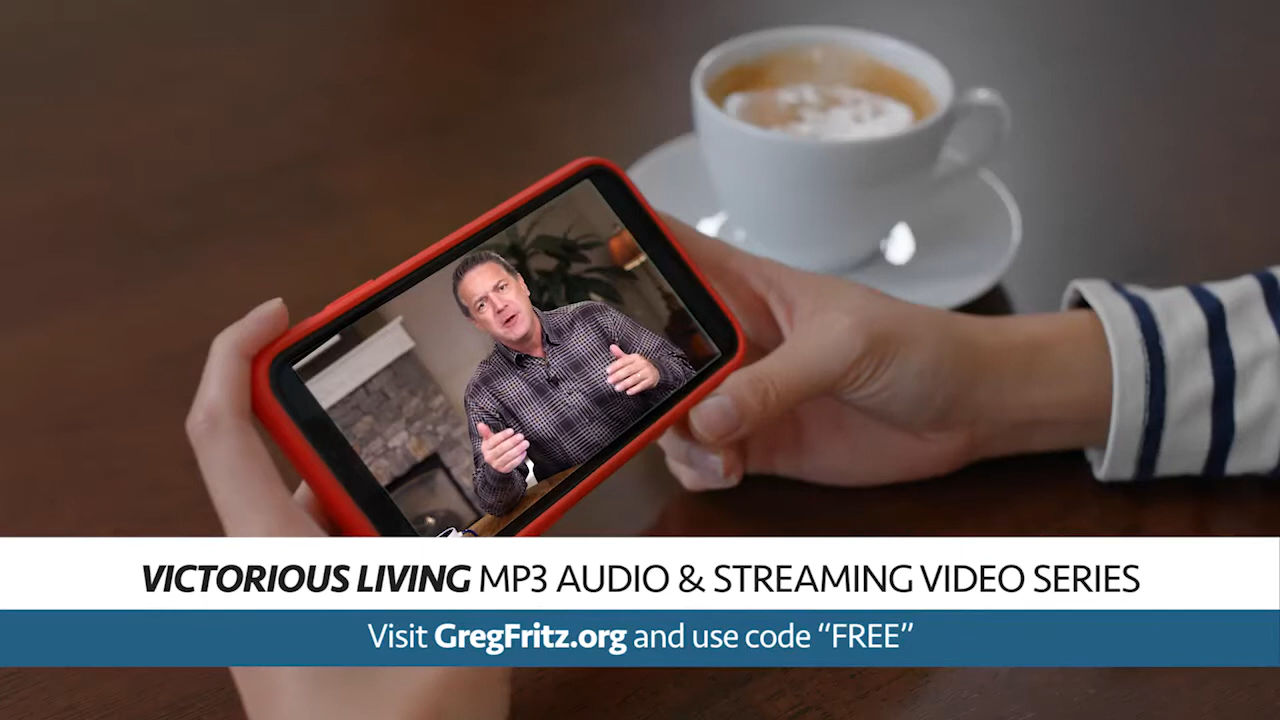 VICTORIOUS LIVING MP3 AUDIO & STREAMING VIDEO SERIES
Visit GregFritz.org and use code “FREE”